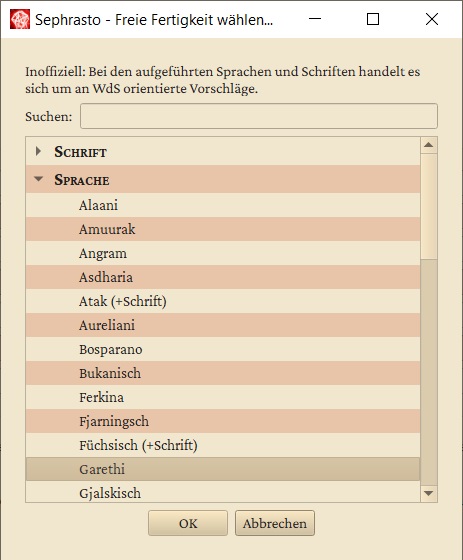 Sephrasto - Freie Fertigkeit wählen...
Inoffiziell: Bei den aufgeführten Sprachen und Schriften handelt es
sich um an WdS orientierte Vorschläge.
Suchen:
Schrift
Sprache
Alaani
Amuurak
Angram
Asdharia
Atak (+Schrift)
Aureliani
Bosparano
Bukanisch
Ferkina
Fjarningsch
Füchsisch (+Schrift)
Garethi
Gjalskisch
OK Abbrechen